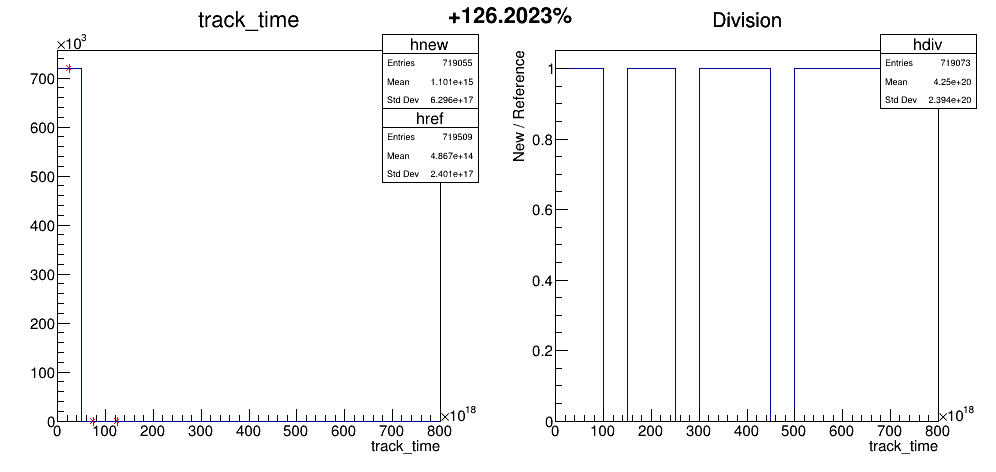 +126.2023%
track_time
×10³
hnew
Entries 719055
Mean 1.101e+15
Std Dev 6.296e+17
href
Entries 719509
Mean 4.867e+14
Std Dev 2.401e+17
700
600
500
400
300
200
100
0
0 100 200 300 400 500 600 700 800
×10¹⁸
track_time
Division
hdiv
Entries 719073
Mean 4.25e+20
Std Dev 2.394e+20
New / Reference
1
0.8
0.6
0.4
0.2
0
0 100 200 300 400 500 600 700 800
×10¹⁸
track_time